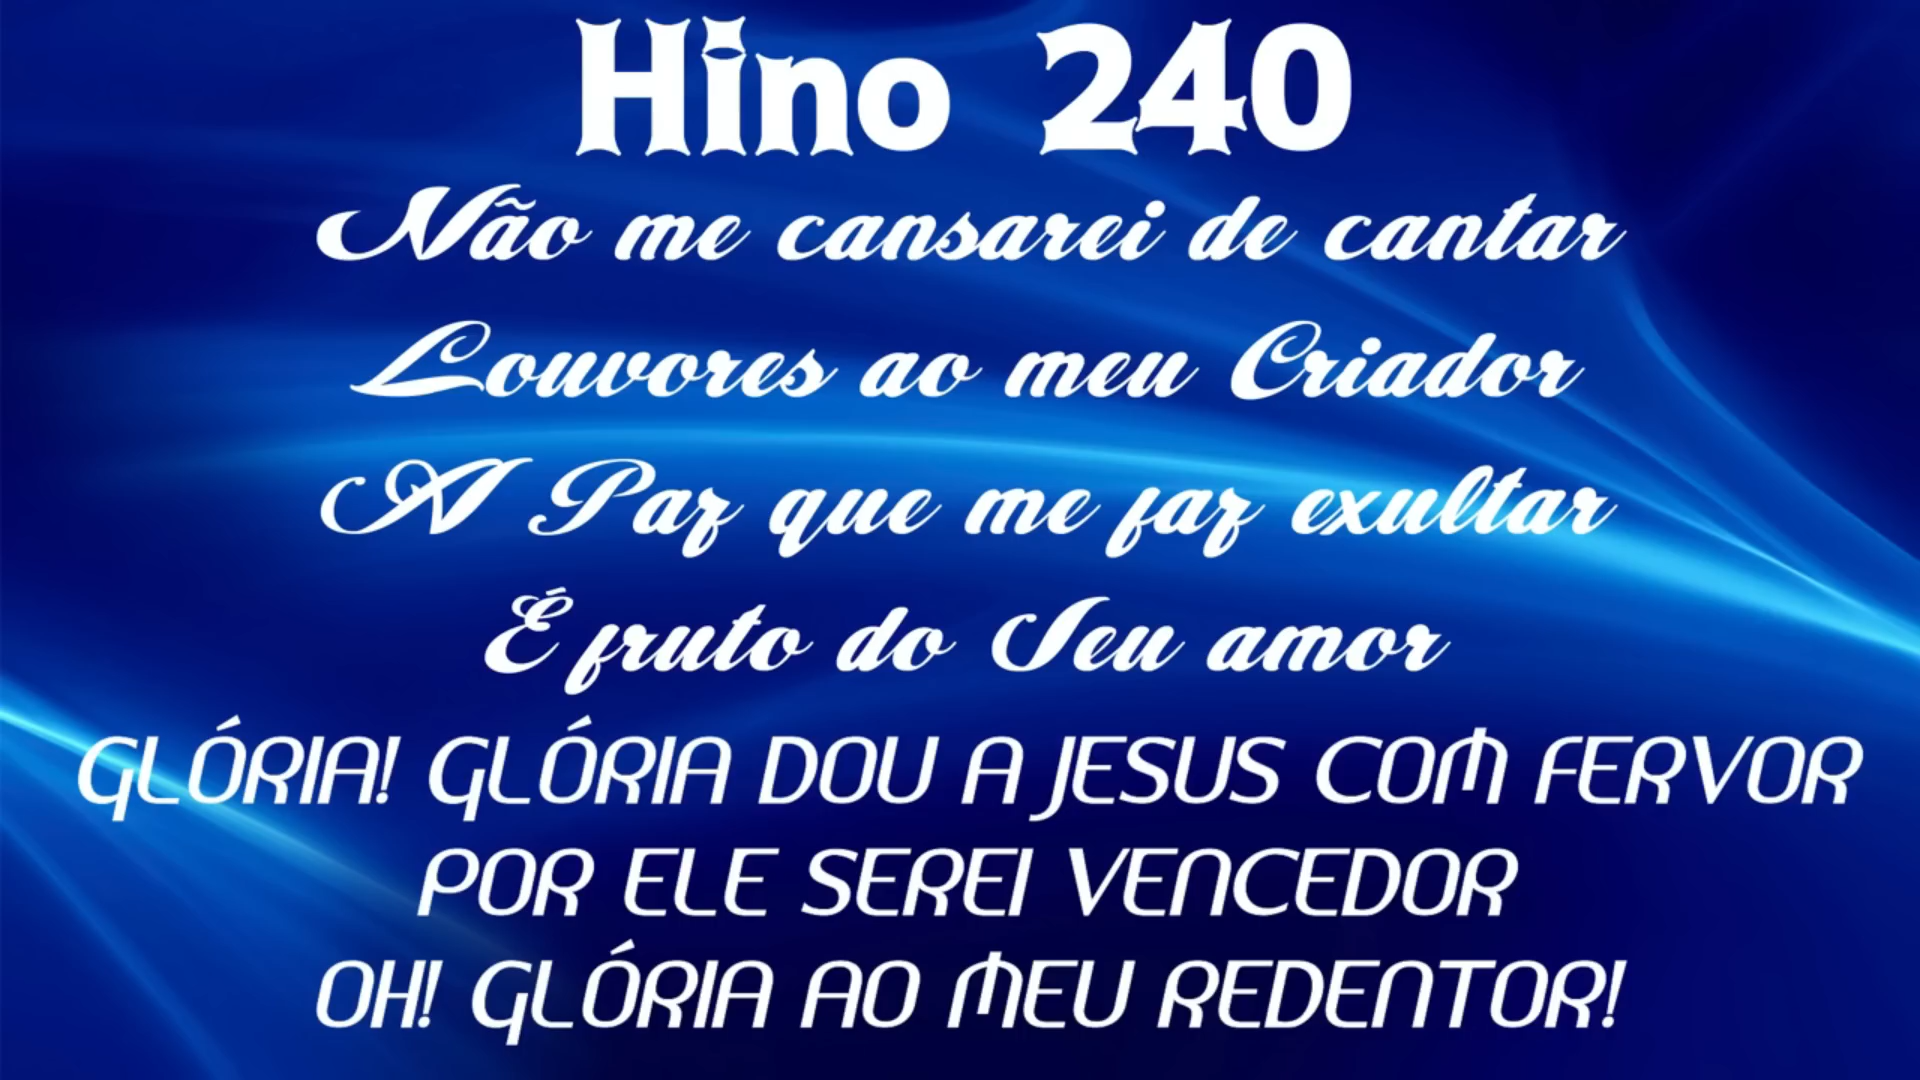 Hino 240
Não me cansarei de cantar
Louvores ao meu Criador
A Paz que me faz exultar
É fruto do Seu amor
GLÓRIA! GLÓRIA DOU A JESUS COM FERVOR
POR ELE SEREI VENCEDOR
OH! GLÓRIA AO MEU REDENTOR!